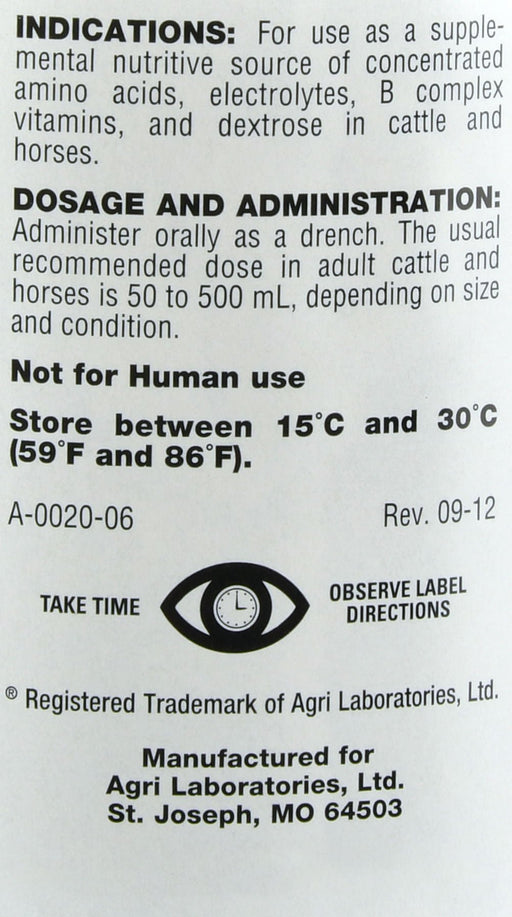 INDICATIONS: For use as a supple-
mental nutritive source of concentrated
amino acids, electrolytes, B complex
vitamins, and dextrose in cattle and
horses.
DOSAGE AND ADMINISTRATION:
Administer orally as a drench. The usual
recommended dose in adult cattle and
horses is 50 to 500 mL, depending on size
and condition.
Not for Human use
Store between 15°C and 30°C
(59°F and 86°F).
A-0020-06 Rev. 09-12
TAKE TIME
OBSERVE LABEL
DIRECTIONS
® Registered Trademark of Agri Laboratories, Ltd.
Manufactured for
Agri Laboratories, Ltd.
St. Joseph, MO 64503